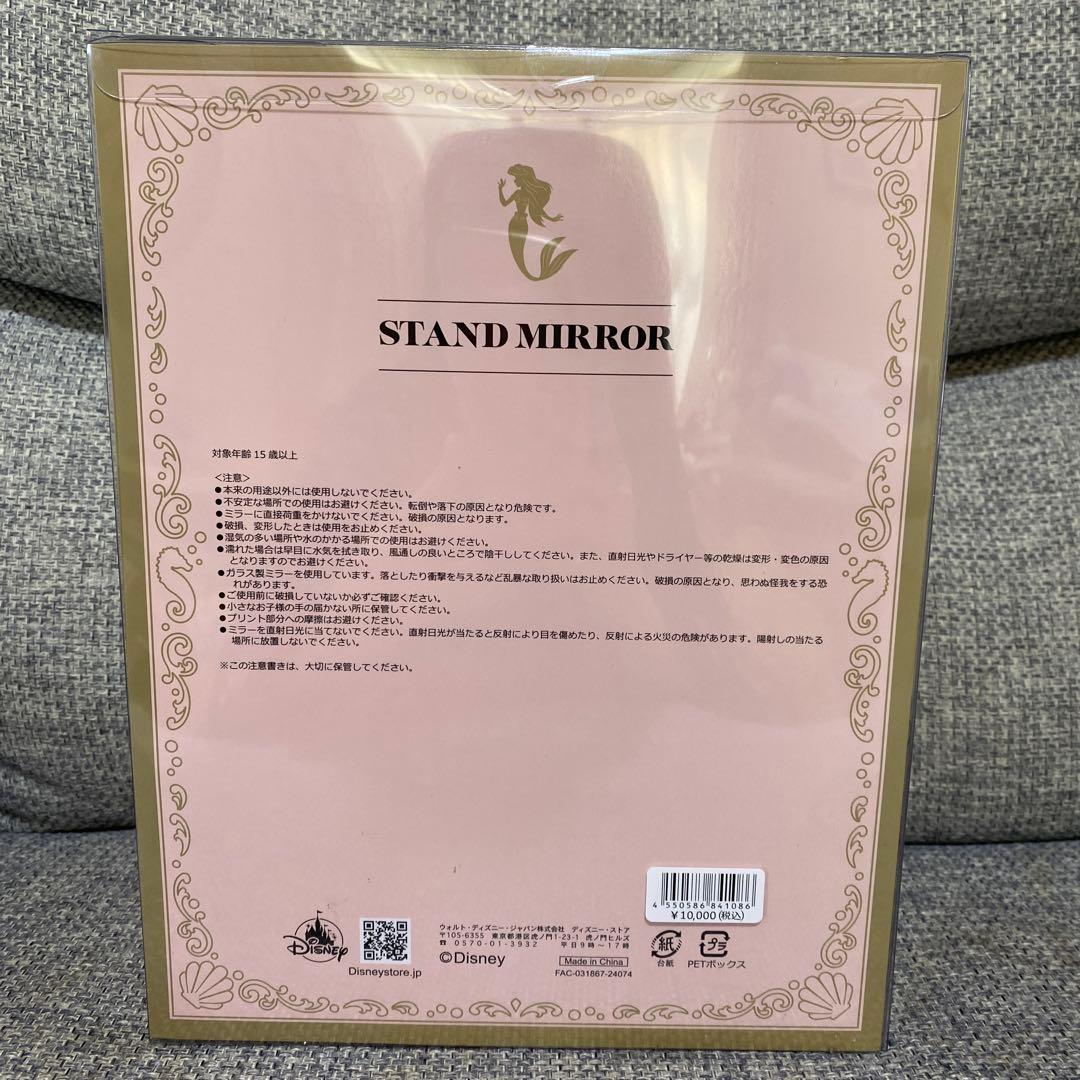 STAND MIRROR
対象年齢 15 歳以上
＜注意＞
●本来の用途以外には使用しないでください。
●不安定な場所での使用はお避けください。転倒や落下の原因となり危険です。
●ミラーに直接荷重をかけないでください。破損の原因となります。
●破損、変形したときは使用をお止めください。
●湿気の多い場所や水のかかる場所での使用はお避けください。
●濡れた場合は早目に水気を拭き取り、風通しの良いところで陰干ししてください。また、直射日光やドライヤー等の乾燥は変形・変色の原因
となりますのでお避けください。
●ガラス製ミラーを使用しています。落としたり衝撃を与えるなど乱暴な取り扱いはお止めください。破損の原因となり、思わぬ怪我をする恐
れがあります。
●ご使用前に破損していないか必ずご確認ください。
●小さなお子様の手の届かない所に保管してください。
●プリント部分への摩擦はお避けください。
●ミラーを直射日光に当てないでください。直射日光が当たると反射により目を傷めたり、反射による火災の危険があります。陽射しの当たる
場所に放置しないでください。
※この注意書きは、大切に保管してください。
4 550586 841086
￥10,000(税込)
Disney
Disneystore.jp
ウォルト・ディズニー・ジャパン株式会社 ディズニー・ストア
〒105-6355 東京都港区虎ノ門1-23-1 虎ノ門ヒルズ
☎ 0570-01-3932 平日9時～17時
©Disney
Made in China
FAC-031867-24074
紙
台紙
プラ
PETボックス